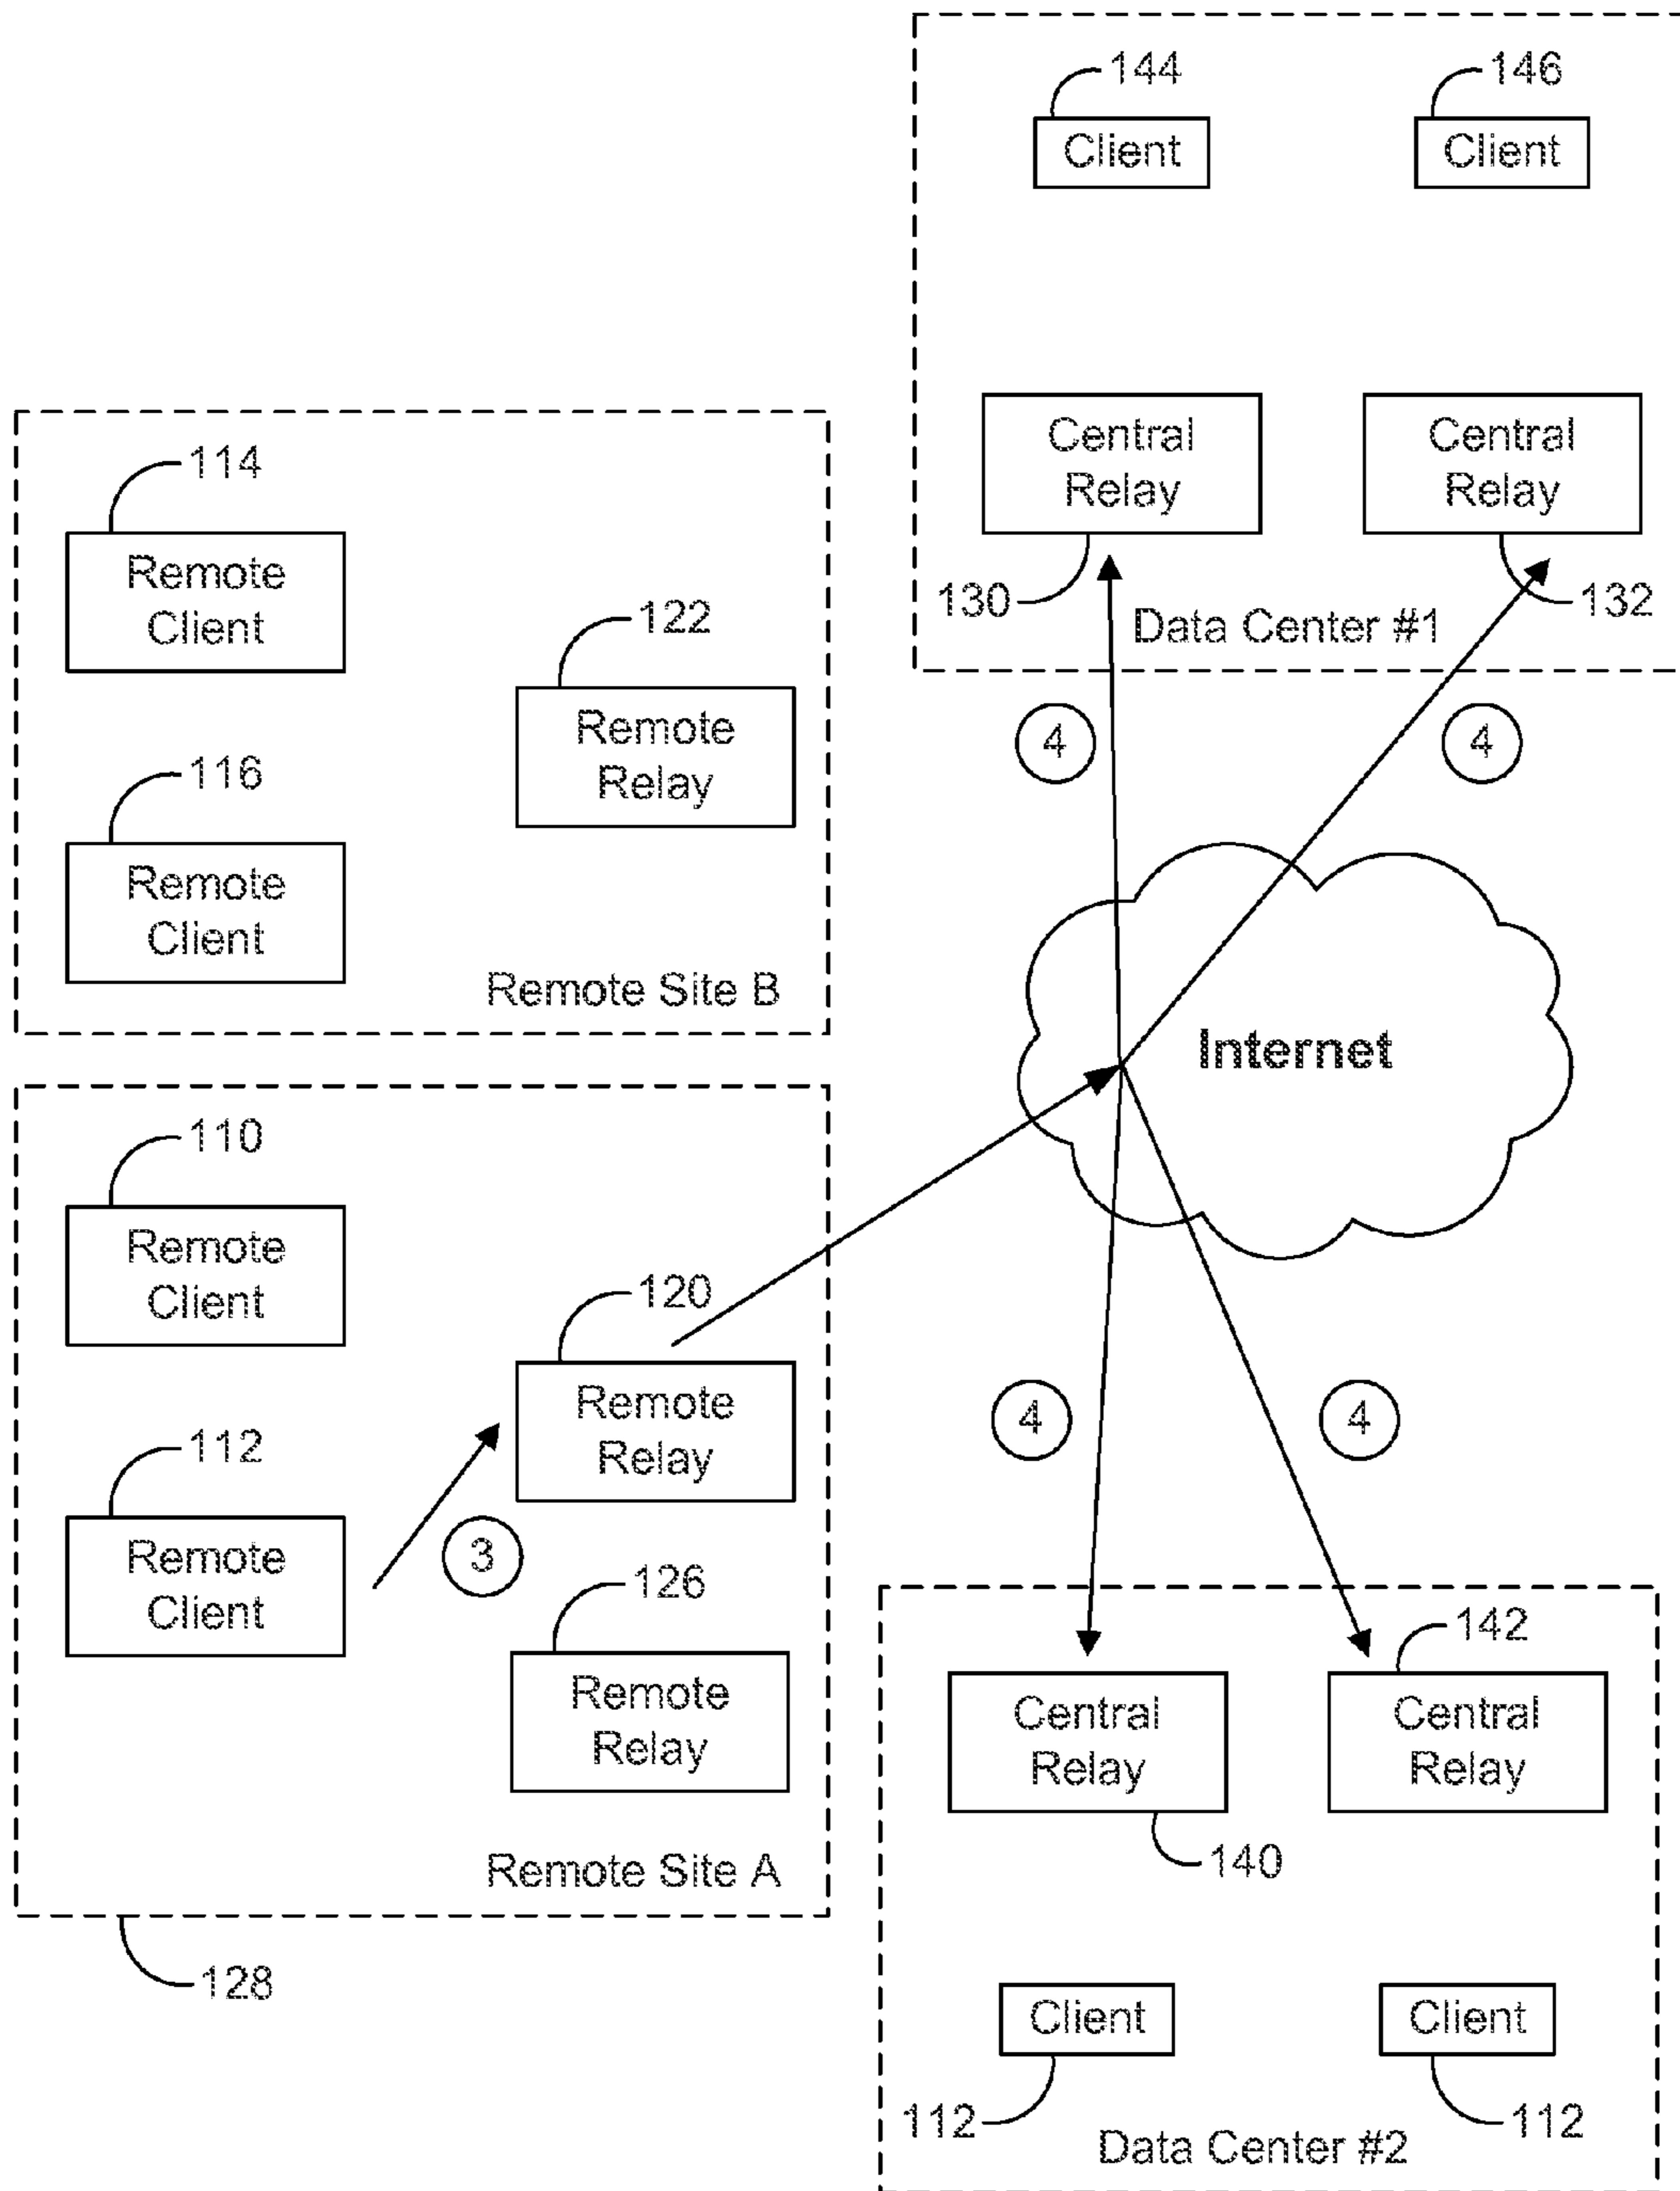 144
146
Client
Client
Central
Relay
Central
Relay
130
132
Data Center #1
114
Remote
Client
122
Remote
Relay
116
Remote
Client
Remote Site B
4
4
Internet
110
Remote
Client
120
Remote
Relay
112
Remote
Client
3
126
Remote
Relay
Remote Site A
128
4
4
142
Central
Relay
Central
Relay
140
Client
Client
112
112
Data Center #2